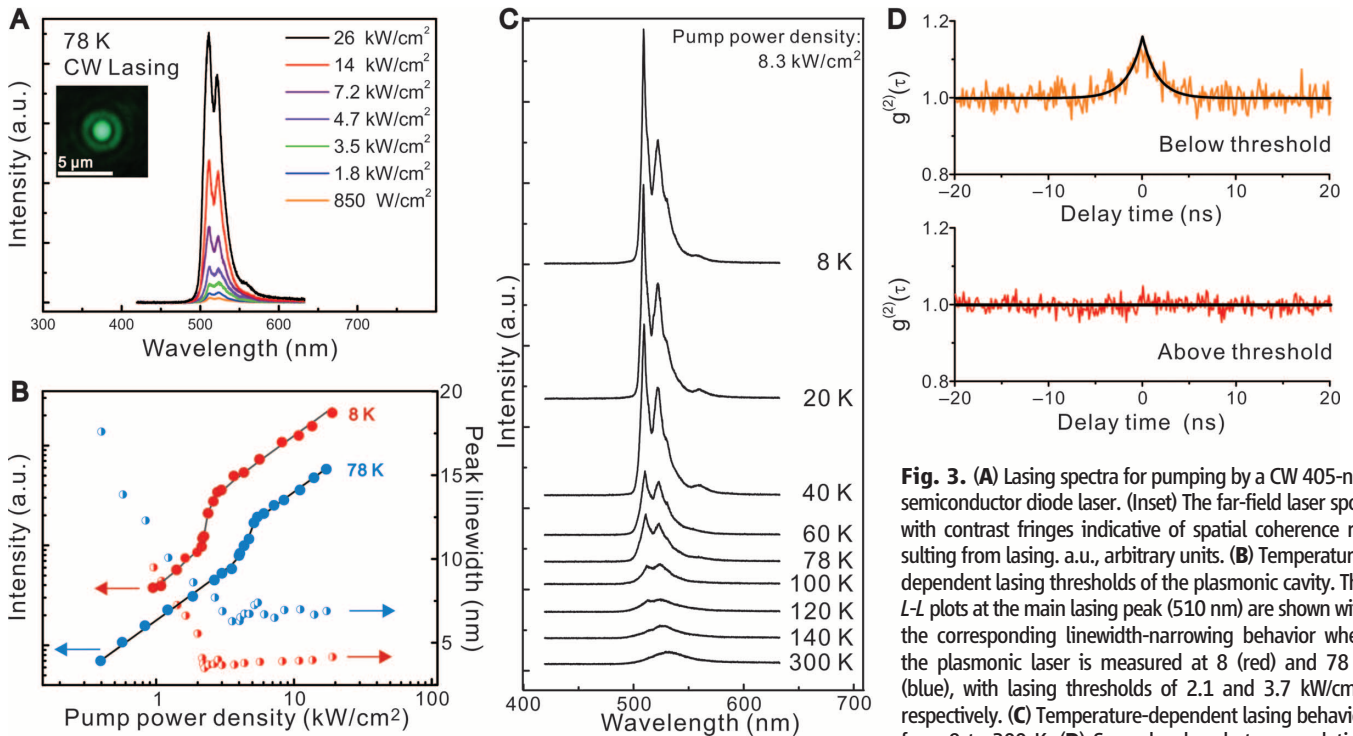 A
78 K
CW Lasing
5 μm
26 kW/cm²
14 kW/cm²
7.2 kW/cm²
4.7 kW/cm²
3.5 kW/cm²
1.8 kW/cm²
850 W/cm²
Intensity (a.u.)
300 400 500 600 700
Wavelength (nm)
B
8 K
78 K
Intensity (a.u.)
20
15
10
5
Peak linewidth (nm)
1 10 100
Pump power density (kW/cm²)
C
Pump power density:
8.3 kW/cm²
8 K
20 K
40 K
60 K
78 K
100 K
120 K
140 K
300 K
Intensity (a.u.)
400 500 600 700
Wavelength (nm)
D
1.2
1.0
0.8
g⁽²⁾(τ)
Below threshold
−20 −10 0 10 20
Delay time (ns)
1.2
1.0
0.8
g⁽²⁾(τ)
Above threshold
−20 −10 0 10 20
Delay time (ns)
Fig. 3. (A) Lasing spectra for pumping by a CW 405-n
semiconductor diode laser. (Inset) The far-field laser spo
with contrast fringes indicative of spatial coherence r
sulting from lasing. a.u., arbitrary units. (B) Temperatur
dependent lasing thresholds of the plasmonic cavity. Th
L-L plots at the main lasing peak (510 nm) are shown wi
the corresponding linewidth-narrowing behavior whe
the plasmonic laser is measured at 8 (red) and 78
(blue), with lasing thresholds of 2.1 and 3.7 kW/cm
respectively. (C) Temperature-dependent lasing behavio